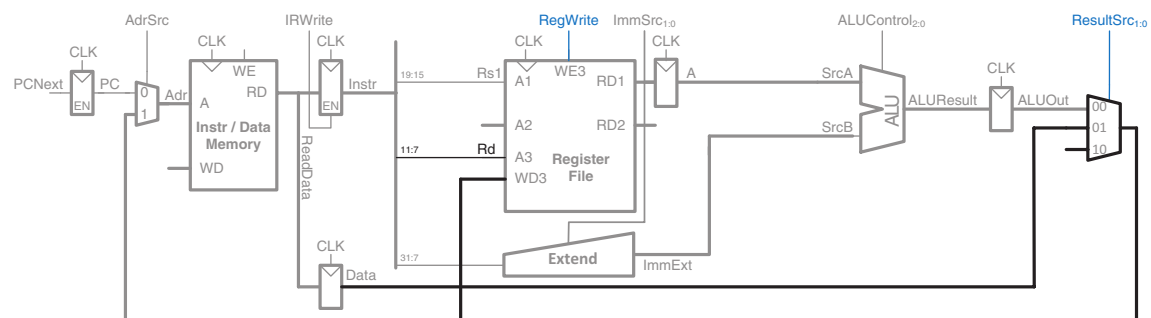 AdrSrc IRWrite RegWrite ImmSrc1:0 ALUControl2:0 ResultSrc1:0
CLK CLK CLK CLK CLK CLK
PCNext PC EN 0 1 Adr
A WE RD
Instr / Data
Memory
WD
ReadData
EN Instr
19:15 Rs1 A1 WE3 RD1 A SrcA
A2 RD2 SrcB
11:7 Rd A3
WD3
Register
File
ALU ALUResult ALUOut 00
01
10
31:7 Extend ImmExt
CLK
Data